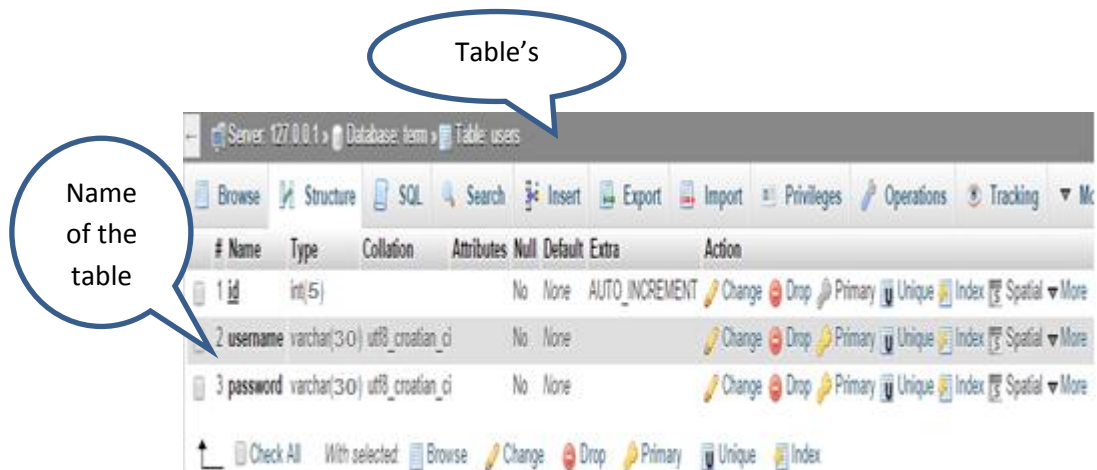 Table's
Name
of the
table
Server: 127.0.0.1 » Database: tem » Table: users
Browse Structure SQL Search Insert Export Import Privileges Operations Tracking
# Name Type Collation Attributes Null Default Extra Action
1 id int(5) No None AUTO_INCREMENT Change Drop Primary Unique Index Spatial More
2 username varchar(30) utf8_croatian_ci No None Change Drop Primary Unique Index Spatial More
3 password varchar(30) utf8_croatian_ci No None Change Drop Primary Unique Index Spatial More
Check All With selected: Browse Change Drop Primary Unique Index